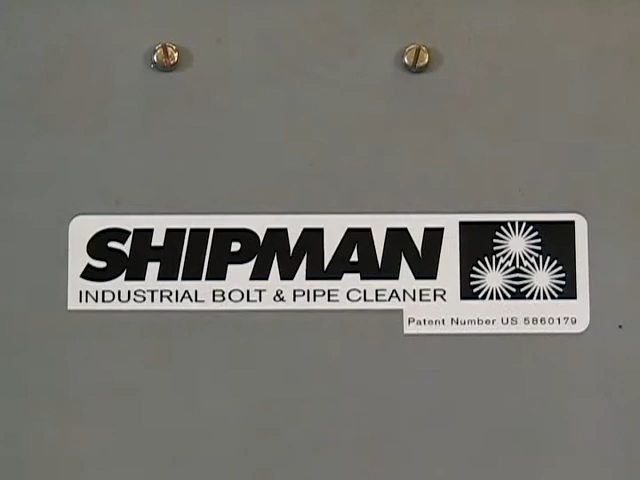 SHIPMAN
INDUSTRIAL BOLT & PIPE CLEANER
Patent Number US 5860179